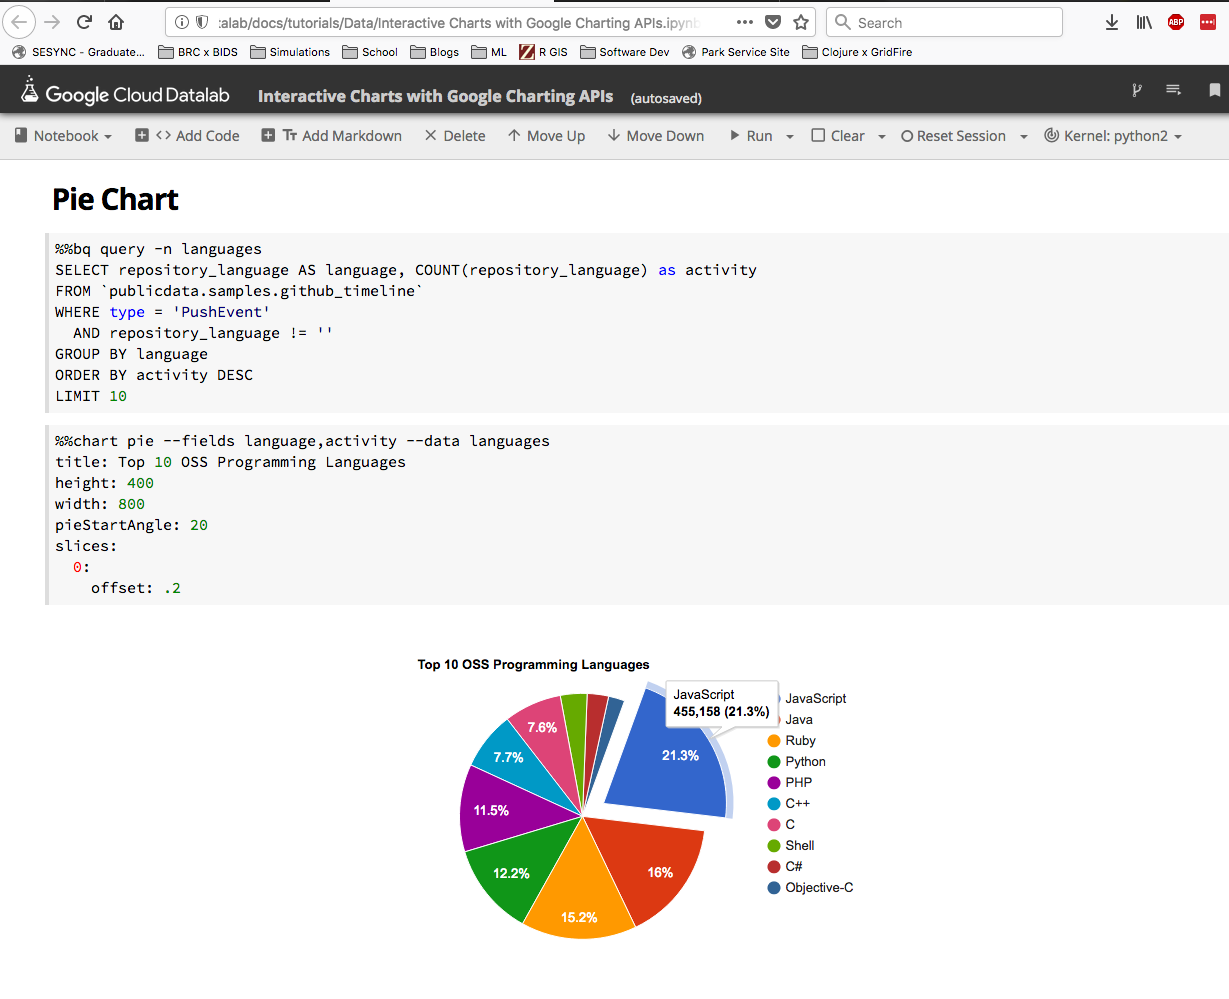 :alab/docs/tutorials/Data/Interactive Charts with Google Charting APIs.ipynb
Search
ABP
SESYNC - Graduate...
BRC x BIDS
Simulations
School
Blogs
ML
R GIS
Software Dev
Park Service Site
Clojure x GridFire
Google Cloud Datalab
Interactive Charts with Google Charting APIs (autosaved)
Notebook
<> Add Code
Tт Add Markdown
Delete
Move Up
Move Down
Run
Clear
Reset Session
Kernel: python2
Pie Chart
%%bq query -n languages
SELECT repository_language AS language, COUNT(repository_language) as activity
FROM `publicdata.samples.github_timeline`
WHERE type = 'PushEvent'
  AND repository_language != ''
GROUP BY language
ORDER BY activity DESC
LIMIT 10
%%chart pie --fields language,activity --data languages
title: Top 10 OSS Programming Languages
height: 400
width: 800
pieStartAngle: 20
slices:
  0:
    offset: .2
Top 10 OSS Programming Languages
JavaScript
455,158 (21.3%)
21.3%
16%
15.2%
12.2%
11.5%
7.7%
7.6%
JavaScript
Java
Ruby
Python
PHP
C++
C
Shell
C#
Objective-C